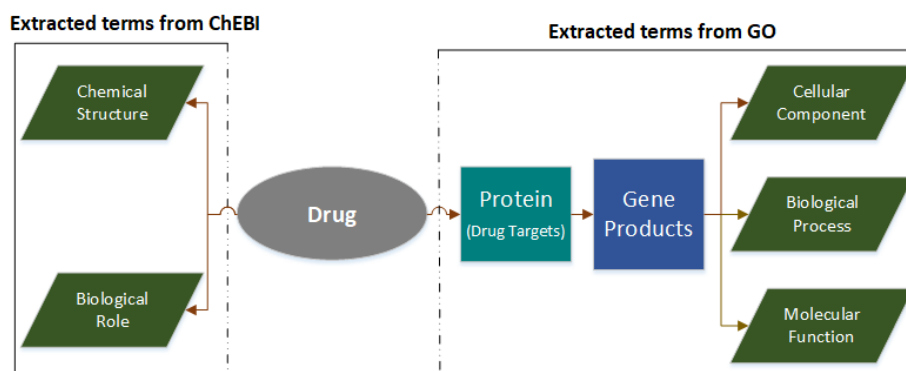 Extracted terms from ChEBI
Extracted terms from GO
Chemical
Structure
Biological
Role
Drug
Protein
(Drug Targets)
Gene
Products
Cellular
Component
Biological
Process
Molecular
Function